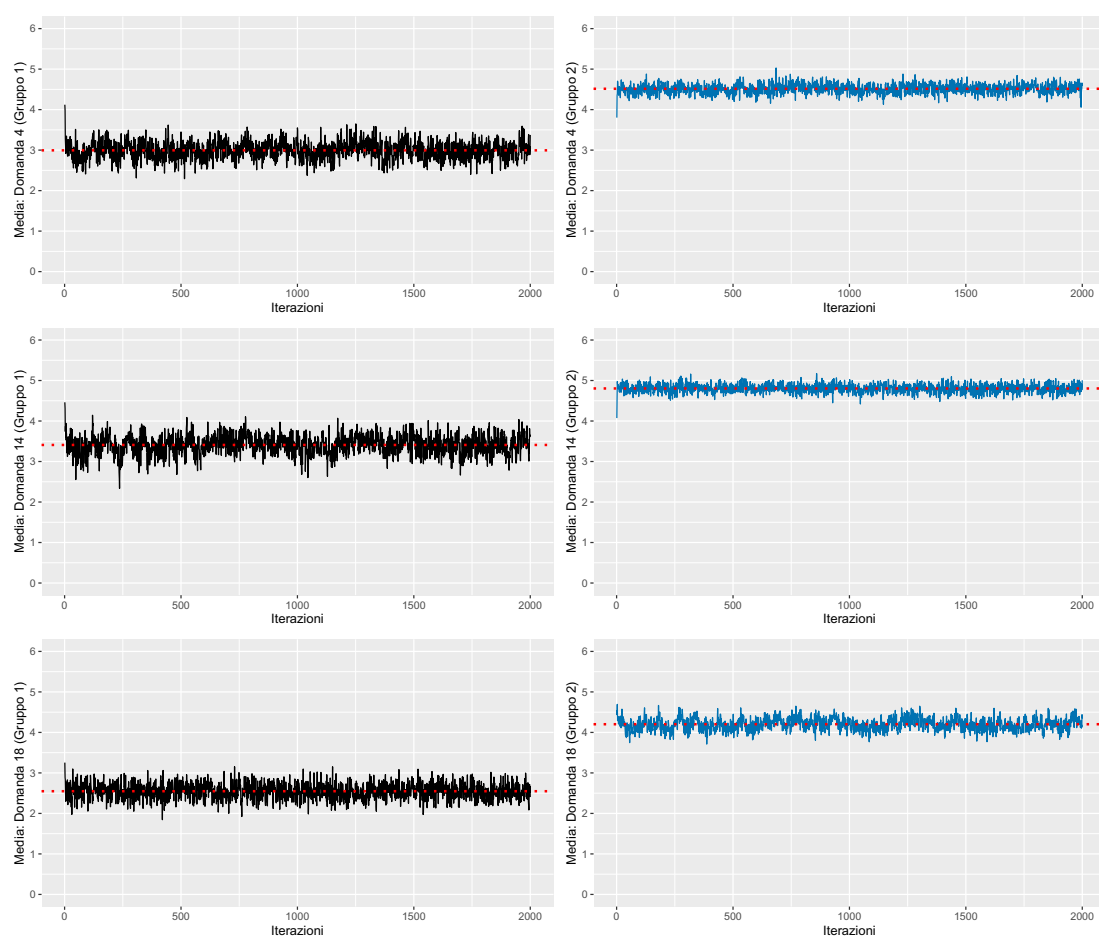 Media: Domanda 4 (Gruppo 1)
6
5
4
3
2
1
0
0 500 1000 1500 2000
Iterazioni
Media: Domanda 4 (Gruppo 2)
6
5
4
3
2
1
0
0 500 1000 1500 2000
Iterazioni
Media: Domanda 14 (Gruppo 1)
6
5
4
3
2
1
0
0 500 1000 1500 2000
Iterazioni
Media: Domanda 14 (Gruppo 2)
6
5
4
3
2
1
0
0 500 1000 1500 2000
Iterazioni
Media: Domanda 18 (Gruppo 1)
6
5
4
3
2
1
0
0 500 1000 1500 2000
Iterazioni
Media: Domanda 18 (Gruppo 2)
6
5
4
3
2
1
0
0 500 1000 1500 2000
Iterazioni